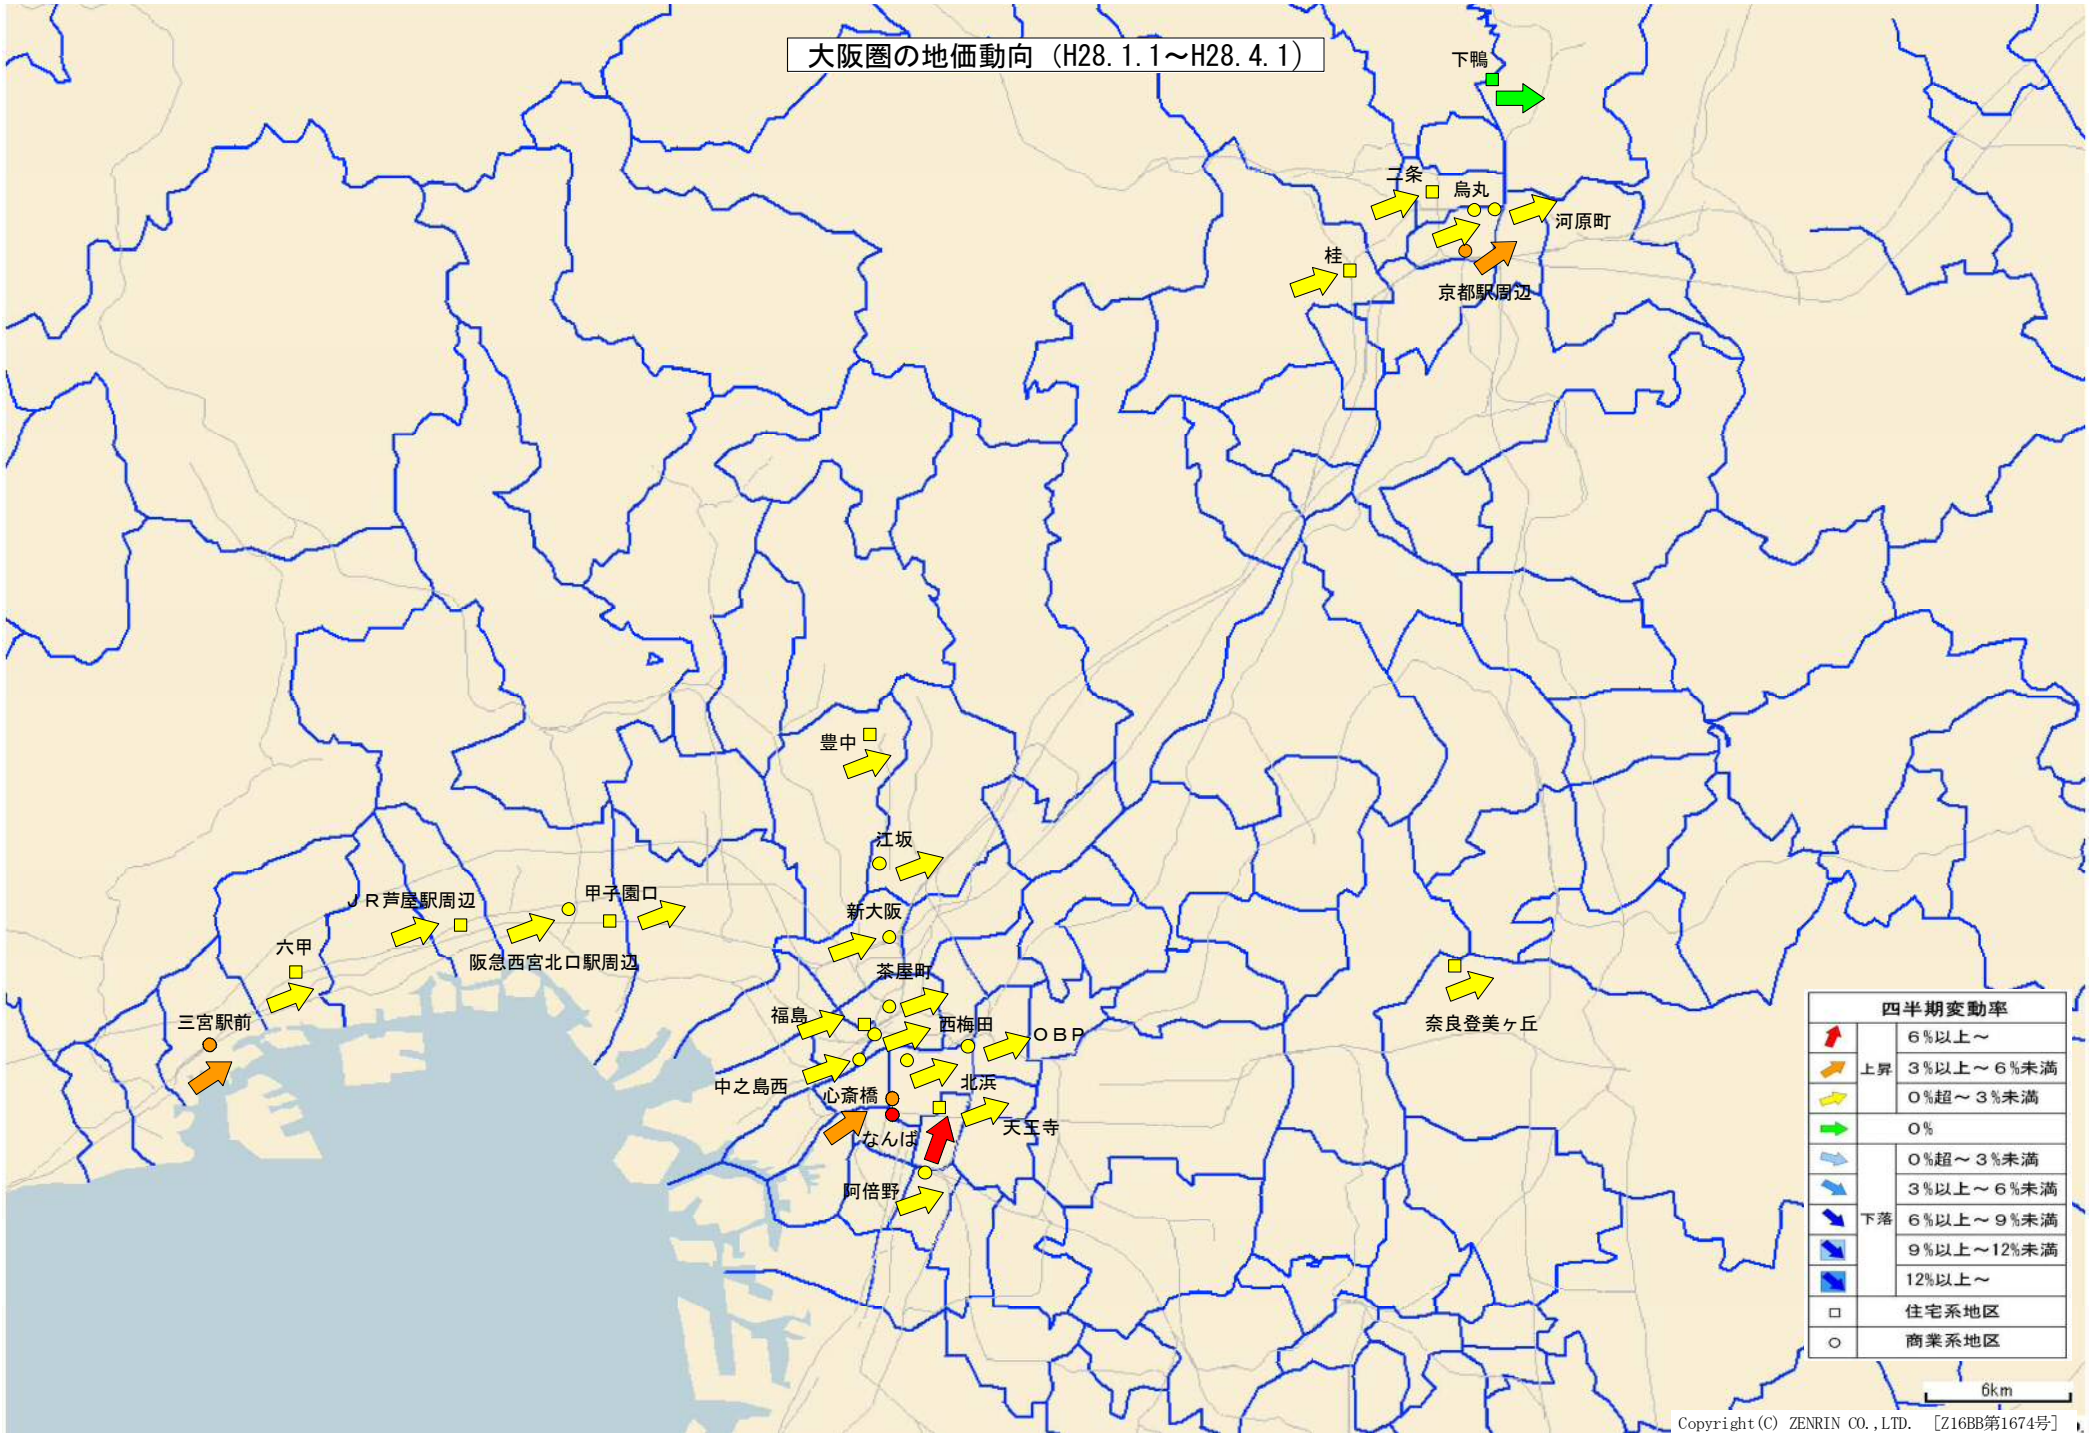 大阪圏の地価動向（H28.1.1～H28.4.1）
下鴨
二条
烏丸
河原町
桂
京都駅周辺
豊中
江坂
甲子園口
ＪＲ芦屋駅周辺
新大阪
六甲
阪急西宮北口駅周辺
茶屋町
三宮駅前
福島
西梅田
ＯＢＰ
奈良登美ヶ丘
中之島西
心斎橋
北浜
なんば
天王寺
阿倍野
四半期変動率
上昇
6%以上～
3%以上～6%未満
0%超～3%未満
0%
下落
0%超～3%未満
3%以上～6%未満
6%以上～9%未満
9%以上～12%未満
12%以上～
住宅系地区
商業系地区
6km
Copyright(C) ZENRIN CO.,LTD. [Z16BB第1674号]